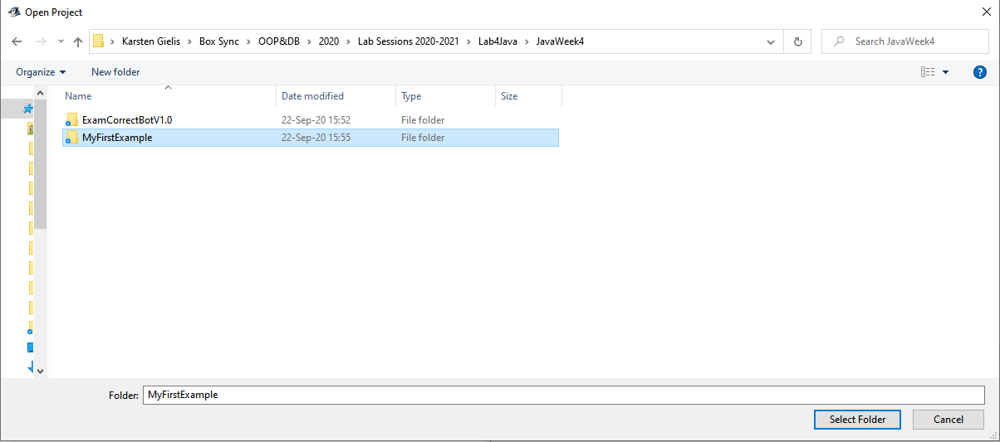 Open Project
Karsten Gielis > Box Sync > OOP&DB > 2020 > Lab Sessions 2020-2021 > Lab4Java > JavaWeek4 Search JavaWeek4
Organize New folder ?
Name Date modified Type Size
ExamCorrectBotV1.0 22-Sep-20 15:52 File folder
MyFirstExample 22-Sep-20 15:55 File folder
Folder: MyFirstExample
Select Folder Cancel